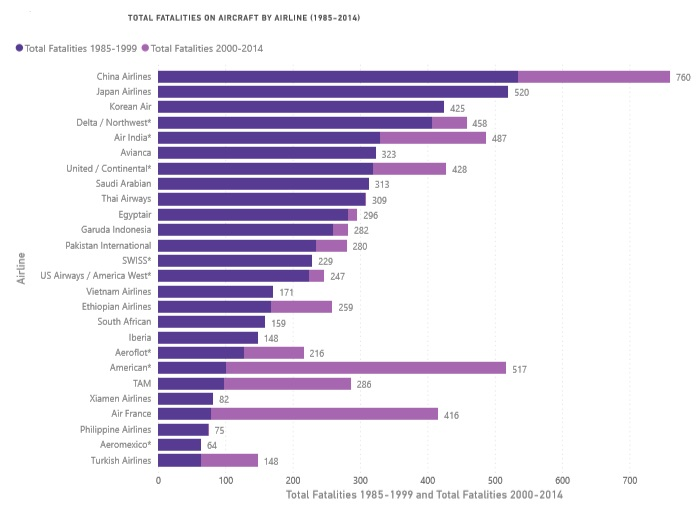 TOTAL FATALITIES ON AIRCRAFT BY AIRLINE (1985-2014)
Total Fatalities 1985-1999 Total Fatalities 2000-2014
China Airlines 760
Japan Airlines 520
Korean Air 425
Delta / Northwest* 458
Air India* 487
Avianca 323
United / Continental* 428
Saudi Arabian 313
Thai Airways 309
Egyptair 296
Garuda Indonesia 282
Pakistan International 280
SWISS* 229
US Airways / America West* 247
Vietnam Airlines 171
Ethiopian Airlines 259
South African 159
Iberia 148
Aeroflot* 216
American* 517
TAM 286
Xiamen Airlines 82
Air France 416
Philippine Airlines 75
Aeromexico* 64
Turkish Airlines 148
Airline
0 100 200 300 400 500 600 700
Total Fatalities 1985-1999 and Total Fatalities 2000-2014